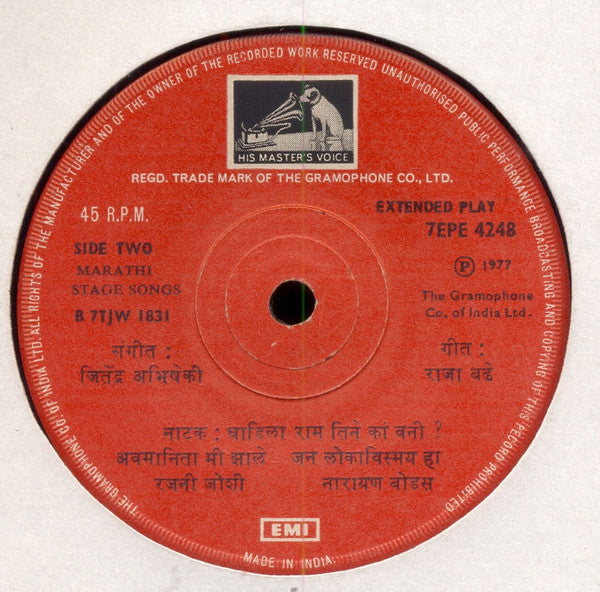 THE GRAMOPHONE CO. OF INDIA LTD. ALL RIGHTS OF THE MANUFACTURER AND OF THE OWNER OF THE RECORDED WORK RESERVED UNAUTHORISED PUBLIC PERFORMANCE BROADCASTING AND COPYING OF THIS RECORD PROHIBITED
HIS MASTER'S VOICE
REGD. TRADE MARK OF THE GRAMOPHONE CO., LTD.
45 R.P.M.
EXTENDED PLAY
7EPE 4248
SIDE TWO
MARATHI
STAGE SONGS
B 7TJW 1831
℗ 1977
The Gramophone
Co. of India Ltd.
संगीत :
जितेंद्र अभिषेकी
गीत :
राजा बढे
नाटक : धाडिला राम तिने कां वनी ?
अवमानिता मी झाले जन लोकाविस्मय हा
रजनी जोशी नारायण बोडस
EMI
MADE IN INDIA